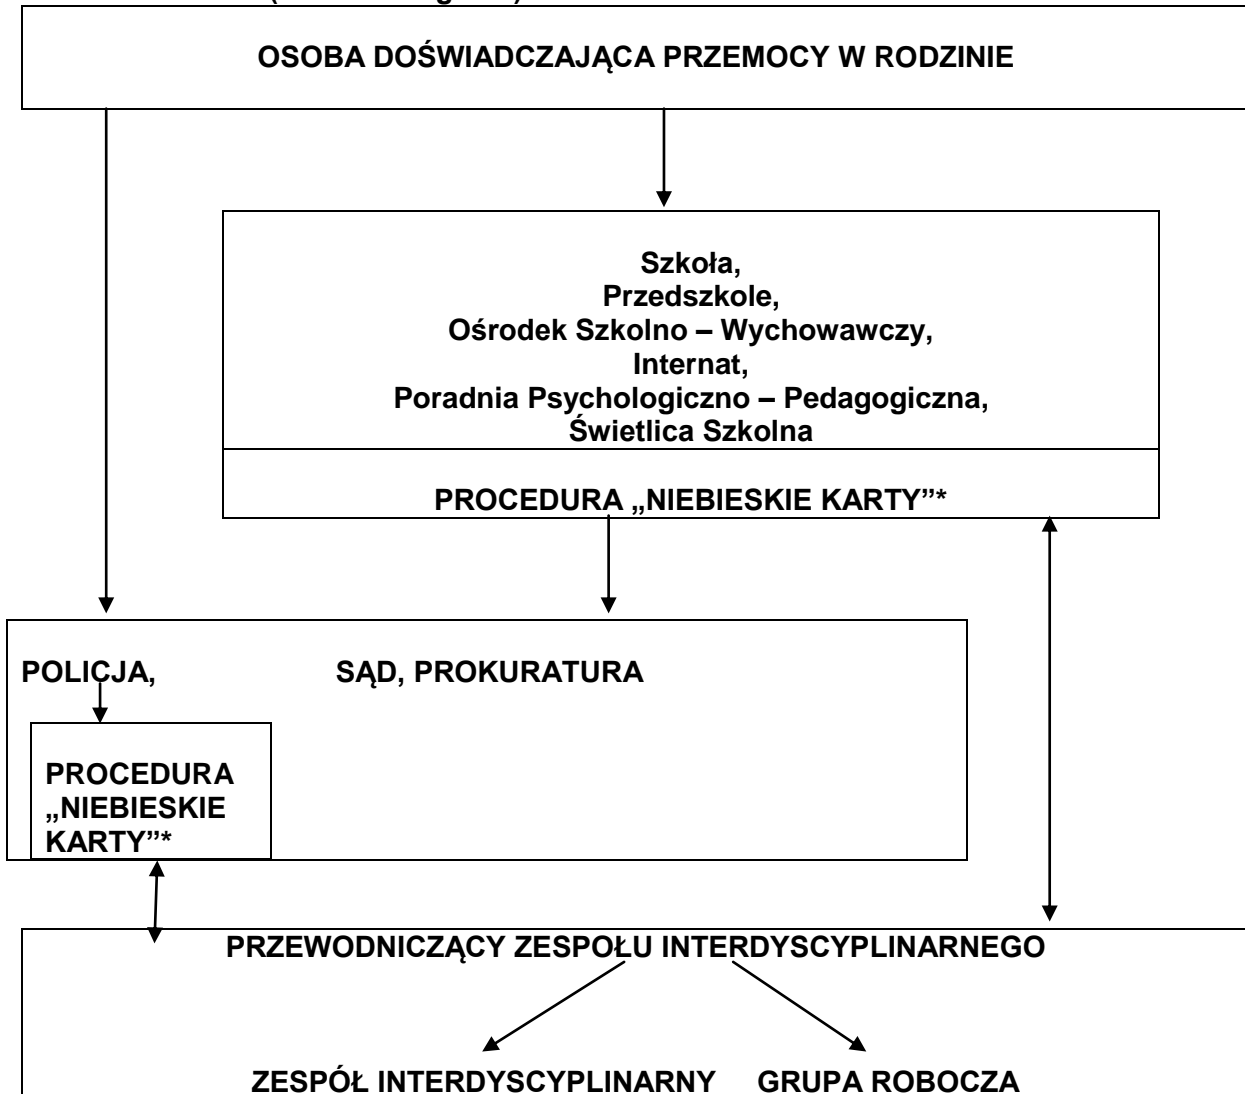 OSOBA DOŚWIADCZAJĄCA PRZEMOCY W RODZINIE
Szkoła,
Przedszkole,
Ośrodek Szkolno – Wychowawczy,
Internat,
Poradnia Psychologiczno – Pedagogiczna,
Świetlica Szkolna
PROCEDURA „NIEBIESKIE KARTY”*
POLICJA, SĄD, PROKURATURA
PROCEDURA
„NIEBIESKIE
KARTY”*
PRZEWODNICZĄCY ZESPOŁU INTERDYSCYPLINARNEGO
ZESPÓŁ INTERDYSCYPLINARNY GRUPA ROBOCZA